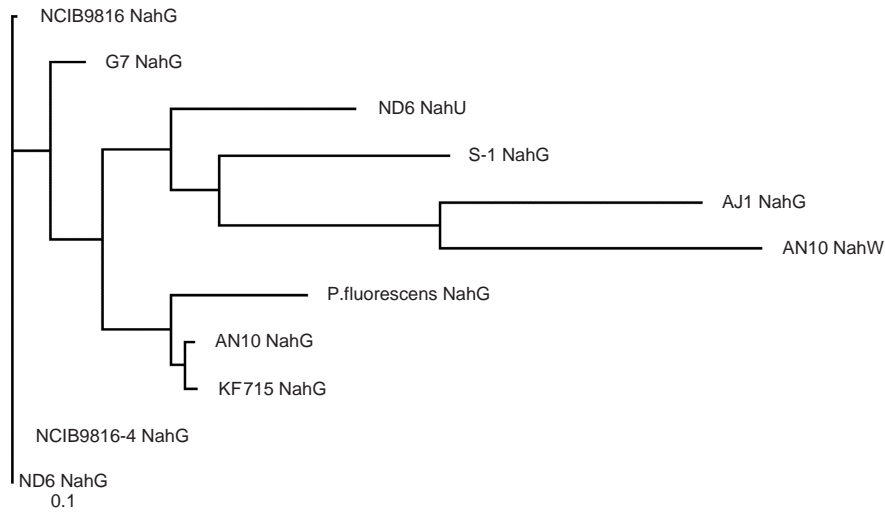 NCIB9816 NahG
G7 NahG
ND6 NahU
S-1 NahG
AJ1 NahG
AN10 NahW
P.fluorescens NahG
AN10 NahG
KF715 NahG
NCIB9816-4 NahG
ND6 NahG
0.1